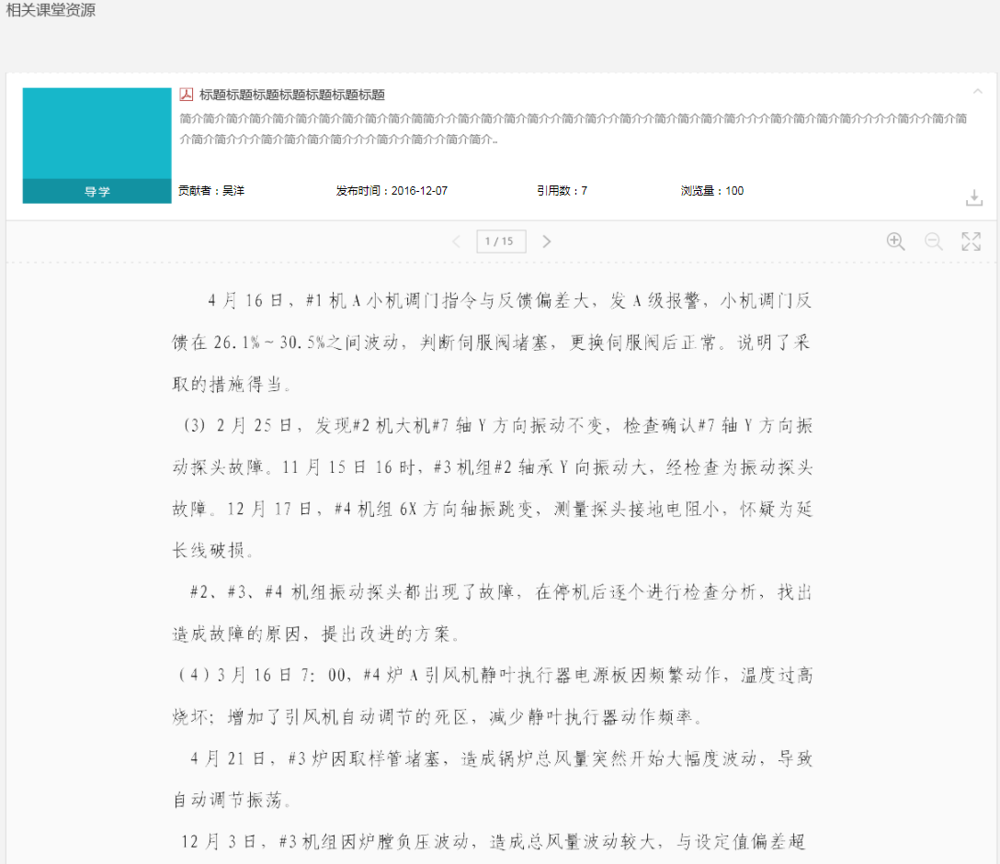 相关课堂资源
标题标题标题标题标题标题标题
简介简介简介简介简介简介简介简介简介简介简简介介简介简介简介简介介简介简介介简介介简介简介简介简介介介简介简介简介简介介介介简介介简介简
介简介简介介介简介简介简介简介介介简介介简介介简介简介..
导学
贡献者：吴洋
发布时间：2016-12-07
引用数：7
浏览量：100
1 / 15
4 月 16 日，#1 机 A 小机调门指令与反馈偏差大，发 A 级报警，小机调门反
馈在 26.1%~30.5%之间波动，判断伺服阀堵塞，更换伺服阀后正常。说明了采
取的措施得当。
(3) 2 月 25 日，发现#2 机大机#7 轴 Y 方向振动不变，检查确认#7 轴 Y 方向振
动探头故障。11 月 15 日 16 时，#3 机组#2 轴承 Y 向振动大，经检查为振动探头
故障。12 月 17 日，#4 机组 6X 方向轴振跳变，测量探头接地电阻小，怀疑为延
长线破损。
#2、#3、#4 机组振动探头都出现了故障，在停机后逐个进行检查分析，找出
造成故障的原因，提出改进的方案。
（4）3 月 16 日 7：00，#4 炉 A 引风机静叶执行器电源板因频繁动作，温度过高
烧坏；增加了引风机自动调节的死区，减少静叶执行器动作频率。
4 月 21 日，#3 炉因取样管堵塞，造成锅炉总风量突然开始大幅度波动，导致
自动调节振荡。
12 月 3 日，#3 机组因炉膛负压波动，造成总风量波动较大，与设定值偏差超